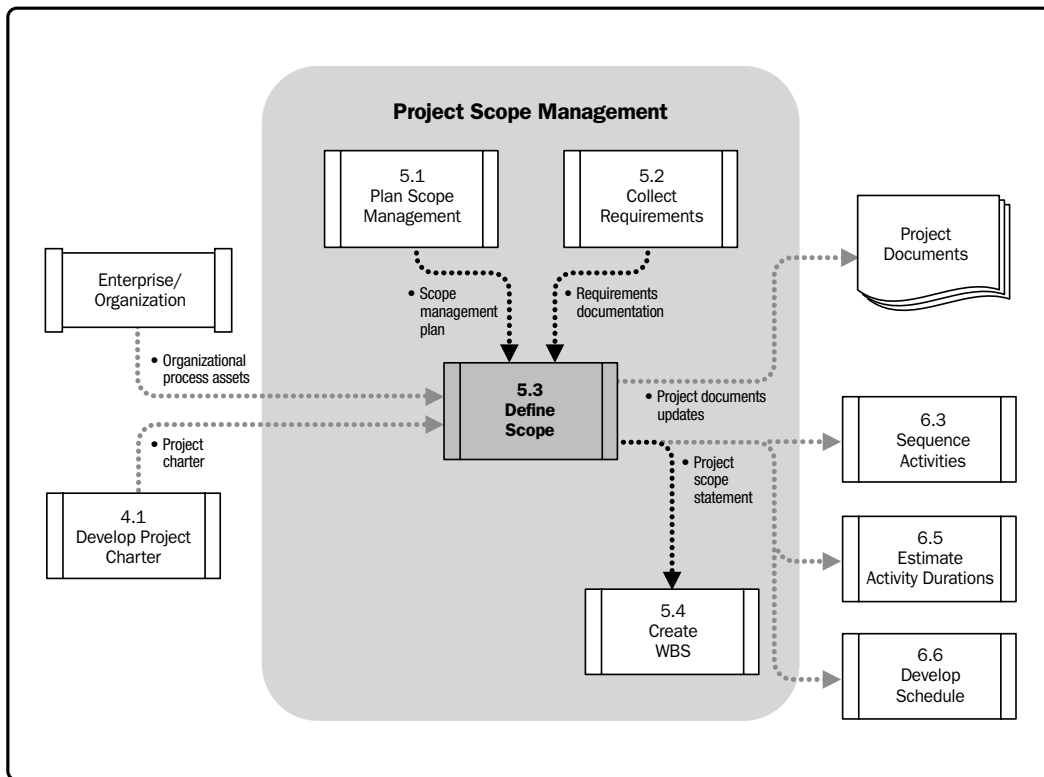 Project Scope Management
5.1
Plan Scope
Management
5.2
Collect
Requirements
Project
Documents
Enterprise/
Organization
• Scope
management
plan
• Requirements
documentation
• Organizational
process assets
5.3
Define
Scope
• Project documents
updates
• Project
charter
6.3
Sequence
Activities
• Project
scope
statement
4.1
Develop Project
Charter
6.5
Estimate
Activity Durations
5.4
Create
WBS
6.6
Develop
Schedule